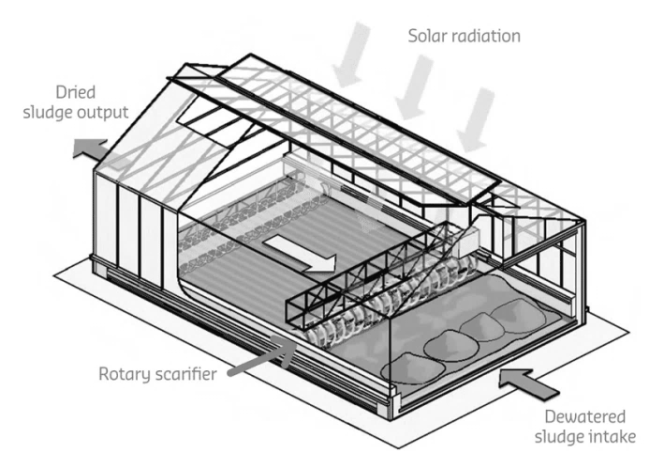 Solar radiation
Dried
sludge output
Rotary scarifier
Dewatered
sludge intake